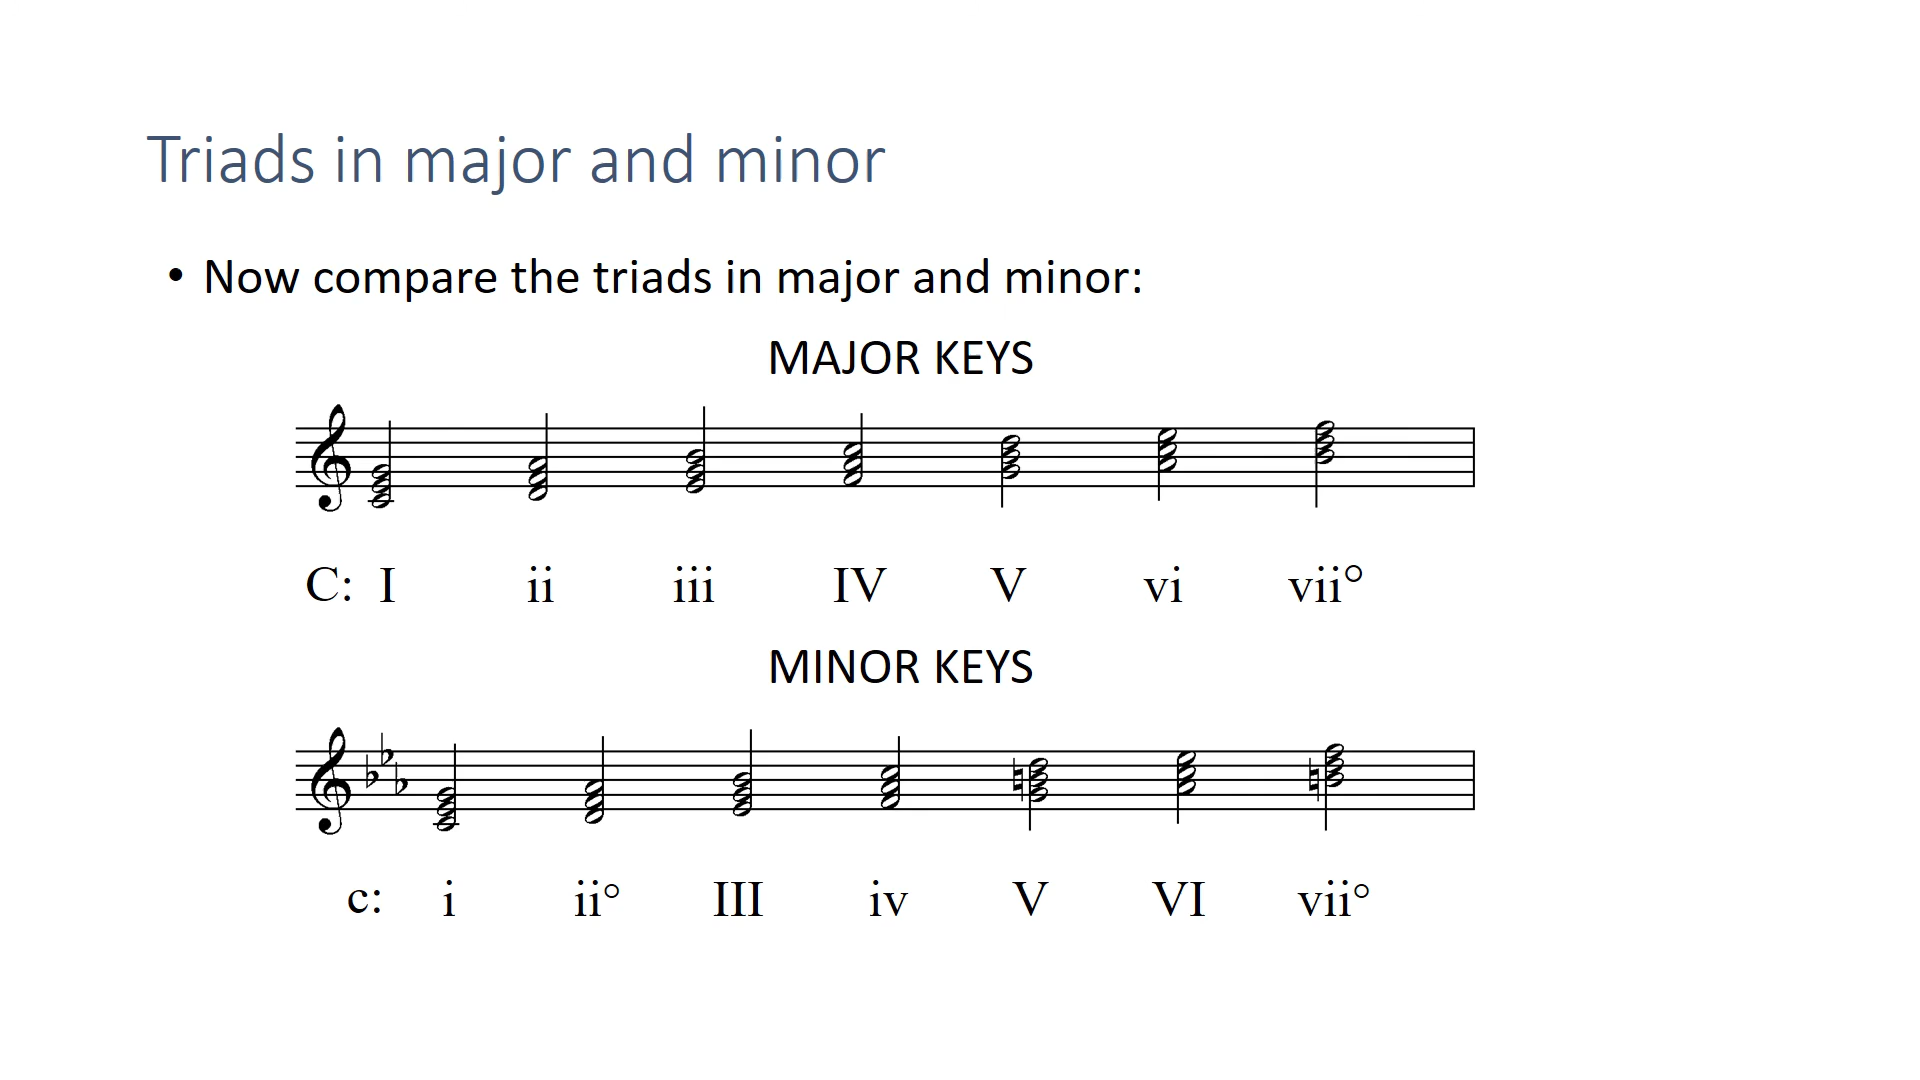 Triads in major and minor
• Now compare the triads in major and minor:
MAJOR KEYS
C: I ii iii IV V vi vii°
MINOR KEYS
c: i ii° III iv V VI vii°